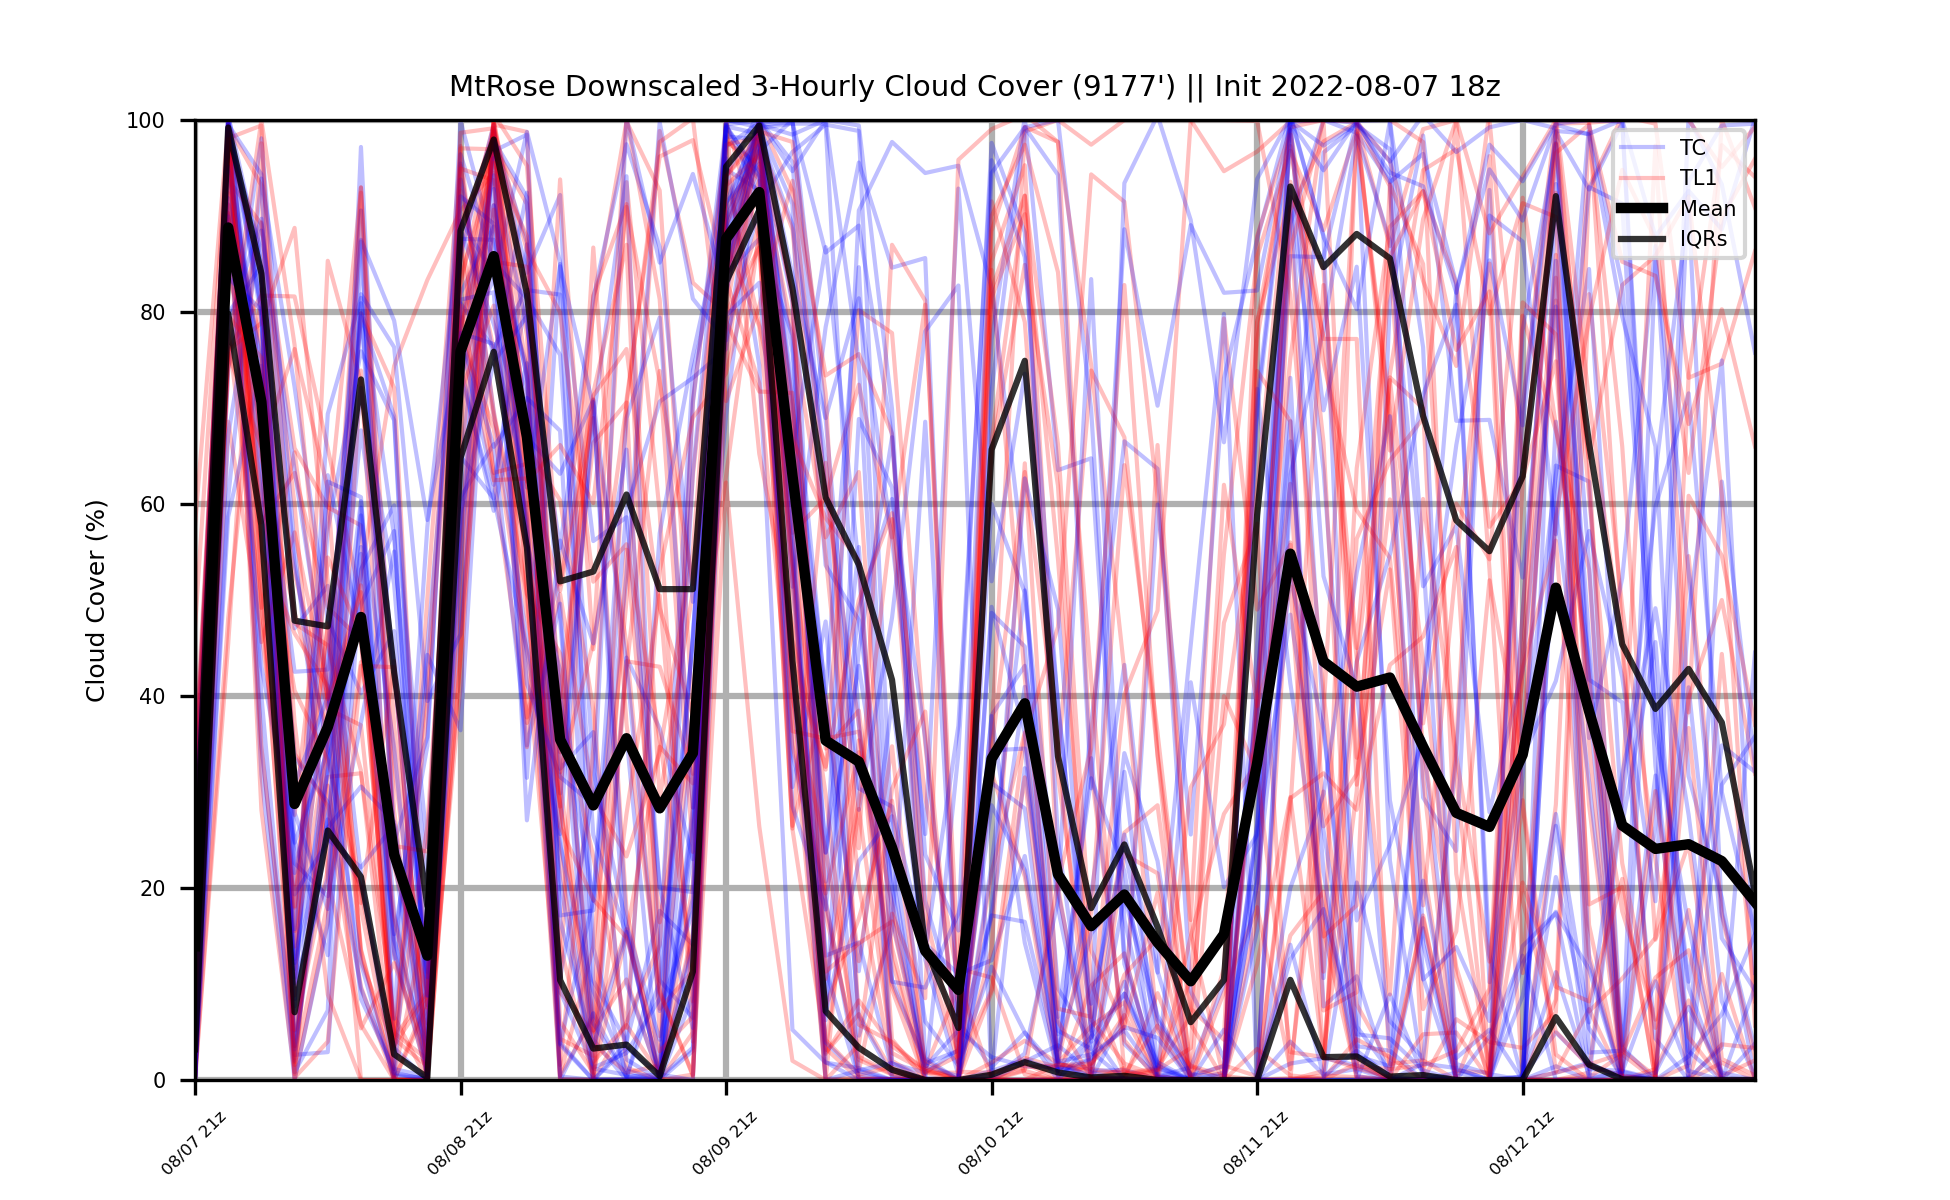 MtRose Downscaled 3-Hourly Cloud Cover (9177') || Init 2022-08-07 18z
Cloud Cover (%)
100
80
60
40
20
0
TC
TL1
Mean
IQRs
08/07 21z
08/08 21z
08/09 21z
08/10 21z
08/11 21z
08/12 21z